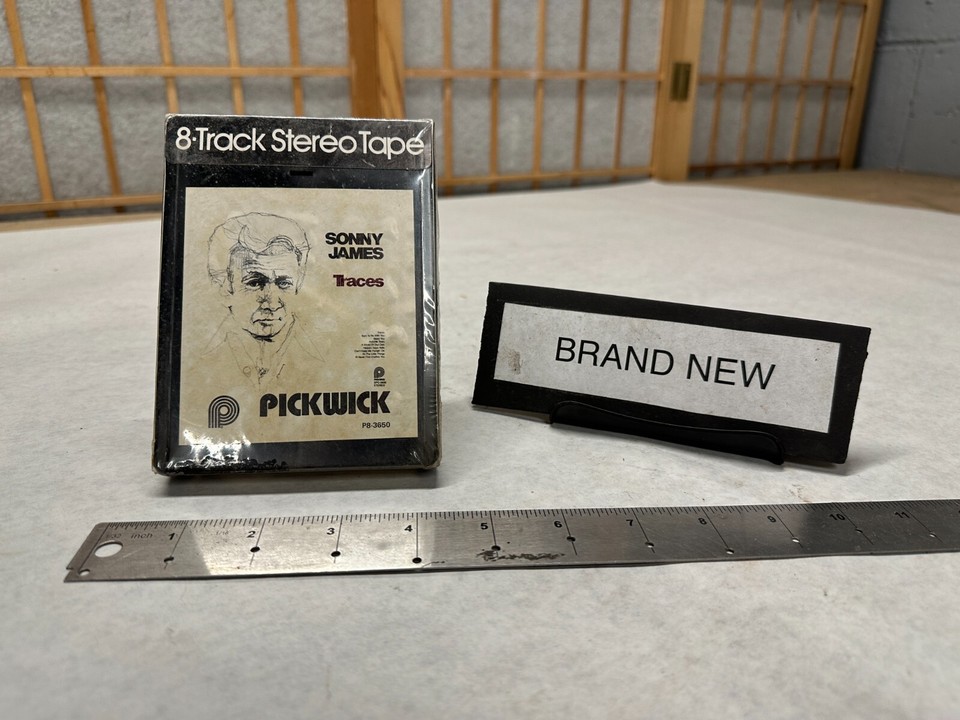 8·Track Stereo Tape
SONNY
JAMES
Traces
PICKWICK
P8-3650
BRAND NEW
inch 1 2 3 4 5 6 7 8 9 10 11